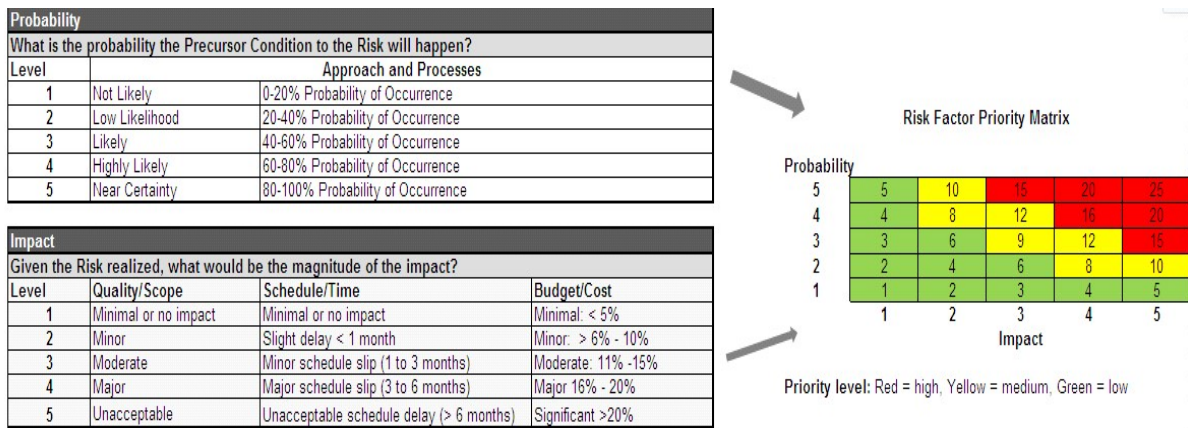 Probability
What is the probability the Precursor Condition to the Risk will happen?
Level Approach and Processes
1 Not Likely 0-20% Probability of Occurrence
2 Low Likelihood 20-40% Probability of Occurrence
3 Likely 40-60% Probability of Occurrence
4 Highly Likely 60-80% Probability of Occurrence
5 Near Certainty 80-100% Probability of Occurrence
Impact
Given the Risk realized, what would be the magnitude of the impact?
Level Quality/Scope Schedule/Time Budget/Cost
1 Minimal or no impact Minimal or no impact Minimal: < 5%
2 Minor Slight delay < 1 month Minor: > 6% - 10%
3 Moderate Minor schedule slip (1 to 3 months) Moderate: 11% -15%
4 Major Major schedule slip (3 to 6 months) Major 16% - 20%
5 Unacceptable Unacceptable schedule delay (> 6 months) Significant >20%
Risk Factor Priority Matrix
Probability
5 5 10 15 20 25
4 4 8 12 16 20
3 3 6 9 12 15
2 2 4 6 8 10
1 1 2 3 4 5
1 2 3 4 5
Impact
Priority level: Red = high, Yellow = medium, Green = low